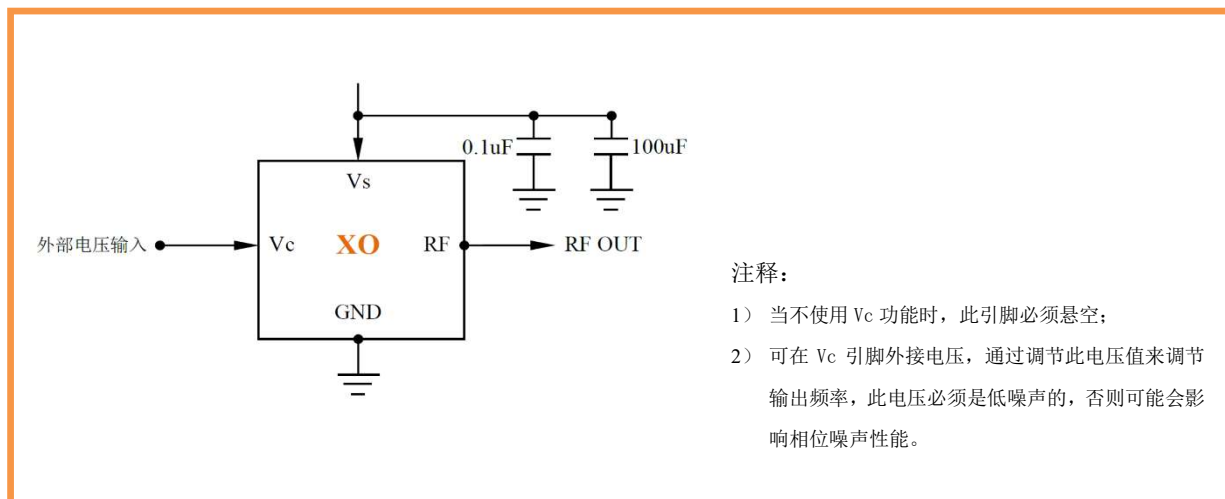 0.1uF
100uF
Vs
外部电压输入
Vc
XO
RF
RF OUT
GND
注释：
1） 当不使用 Vc 功能时，此引脚必须悬空；
2） 可在 Vc 引脚外接电压，通过调节此电压值来调节
输出频率，此电压必须是低噪声的，否则可能会影
响相位噪声性能。